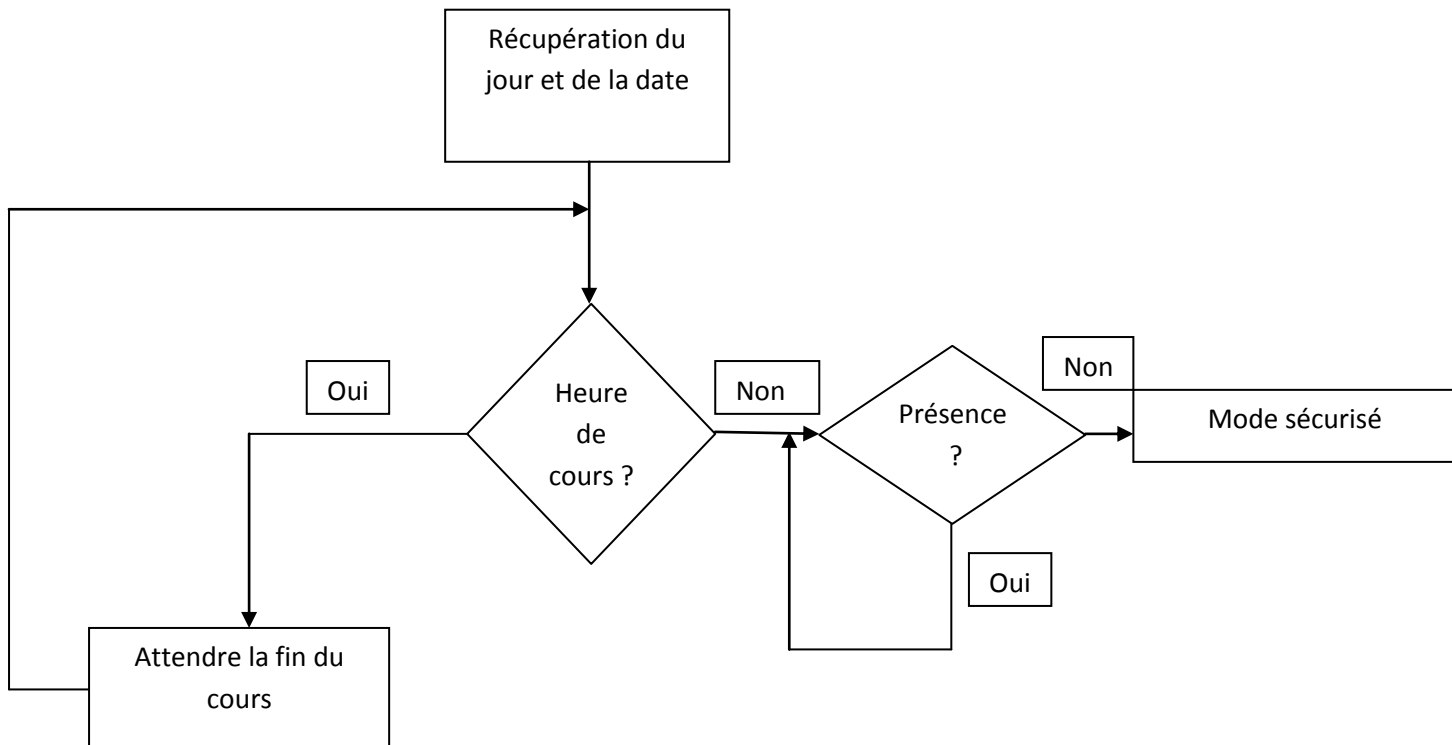 Récupération du
jour et de la date
Oui
Heure
de
cours ?
Non
Présence
?
Non
Mode sécurisé
Oui
Attendre la fin du
cours